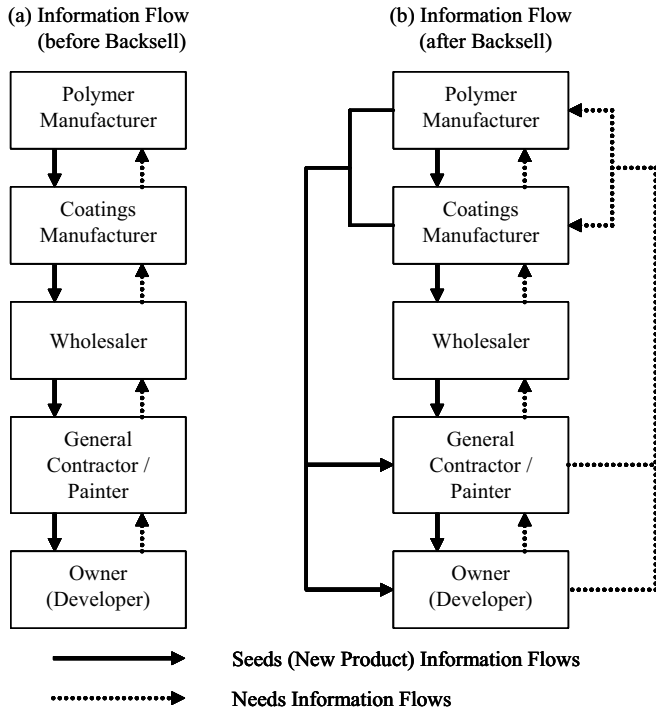 (a) Information Flow
(before Backsell)
Polymer
Manufacturer
Coatings
Manufacturer
Wholesaler
General
Contractor /
Painter
Owner
(Developer)
(b) Information Flow
(after Backsell)
Polymer
Manufacturer
Coatings
Manufacturer
Wholesaler
General
Contractor /
Painter
Owner
(Developer)
Seeds (New Product) Information Flows
Needs Information Flows